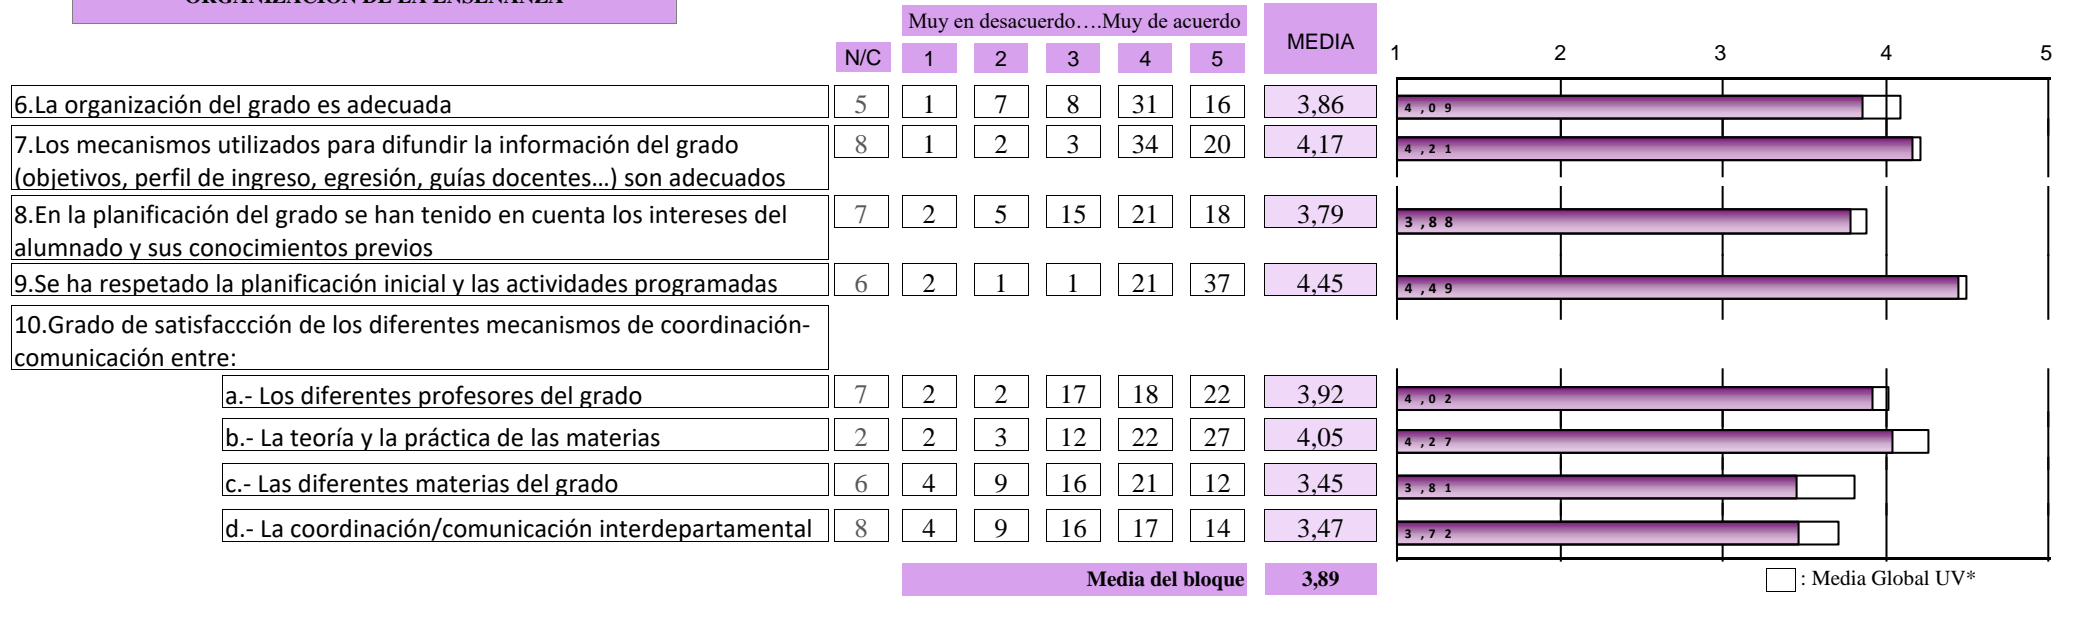 ORGANIZACIÓN DE LA ENSEÑANZA
Muy en desacuerdo….Muy de acuerdo
MEDIA
N/C 1 2 3 4 5
1 2 3 4 5
6.La organización del grado es adecuada 5 1 7 8 31 16 3,86 4,09
7.Los mecanismos utilizados para difundir la información del grado 8 1 2 3 34 20 4,17 4,21
(objetivos, perfil de ingreso, egresión, guías docentes…) son adecuados
8.En la planificación del grado se han tenido en cuenta los intereses del 7 2 5 15 21 18 3,79 3,88
alumnado y sus conocimientos previos
9.Se ha respetado la planificación inicial y las actividades programadas 6 2 1 1 21 37 4,45 4,49
10.Grado de satisfaccción de los diferentes mecanismos de coordinación-
comunicación entre:
a.- Los diferentes profesores del grado 7 2 2 17 18 22 3,92 4,02
b.- La teoría y la práctica de las materias 2 2 3 12 22 27 4,05 4,27
c.- Las diferentes materias del grado 6 4 9 16 21 12 3,45 3,81
d.- La coordinación/comunicación interdepartamental 8 4 9 16 17 14 3,47 3,72
Media del bloque 3,89
: Media Global UV*